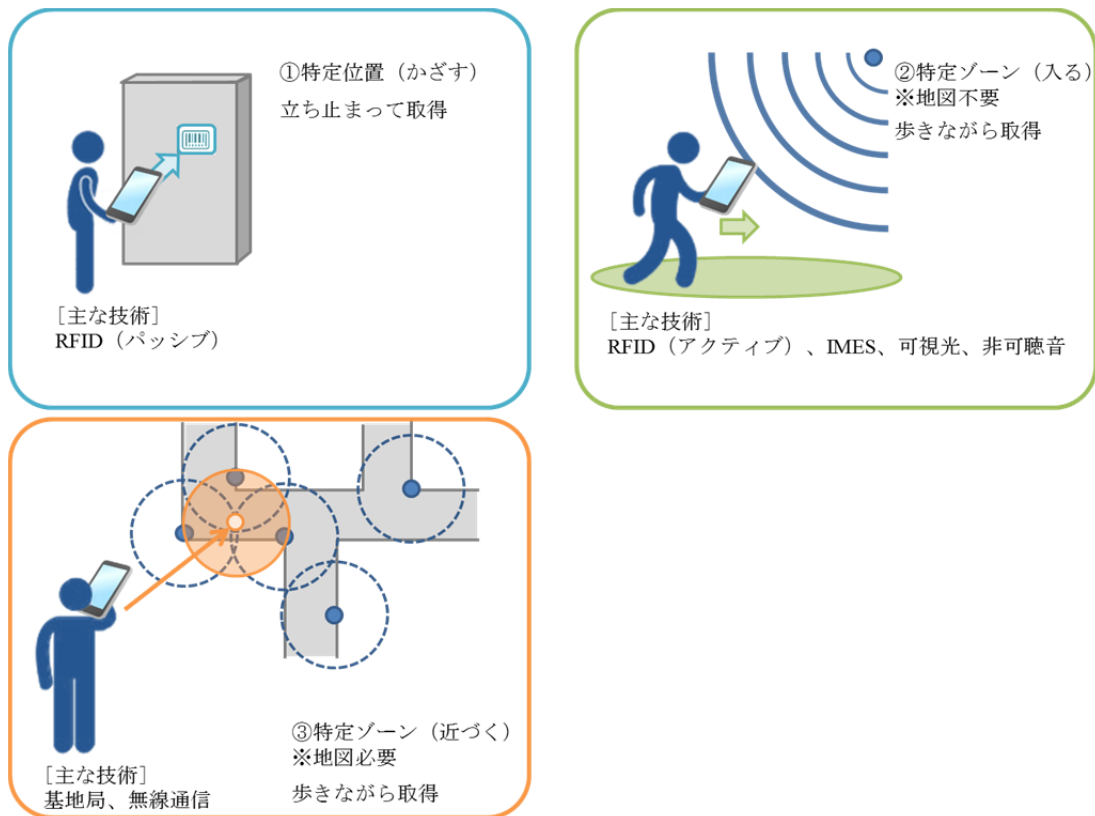 ①特定位置（かざす）
立ち止まって取得
［主な技術］
RFID（パッシブ）
②特定ゾーン（入る）
※地図不要
歩きながら取得
［主な技術］
RFID（アクティブ）、IMES、可視光、非可聴音
③特定ゾーン（近づく）
※地図必要
歩きながら取得
［主な技術］
基地局、無線通信